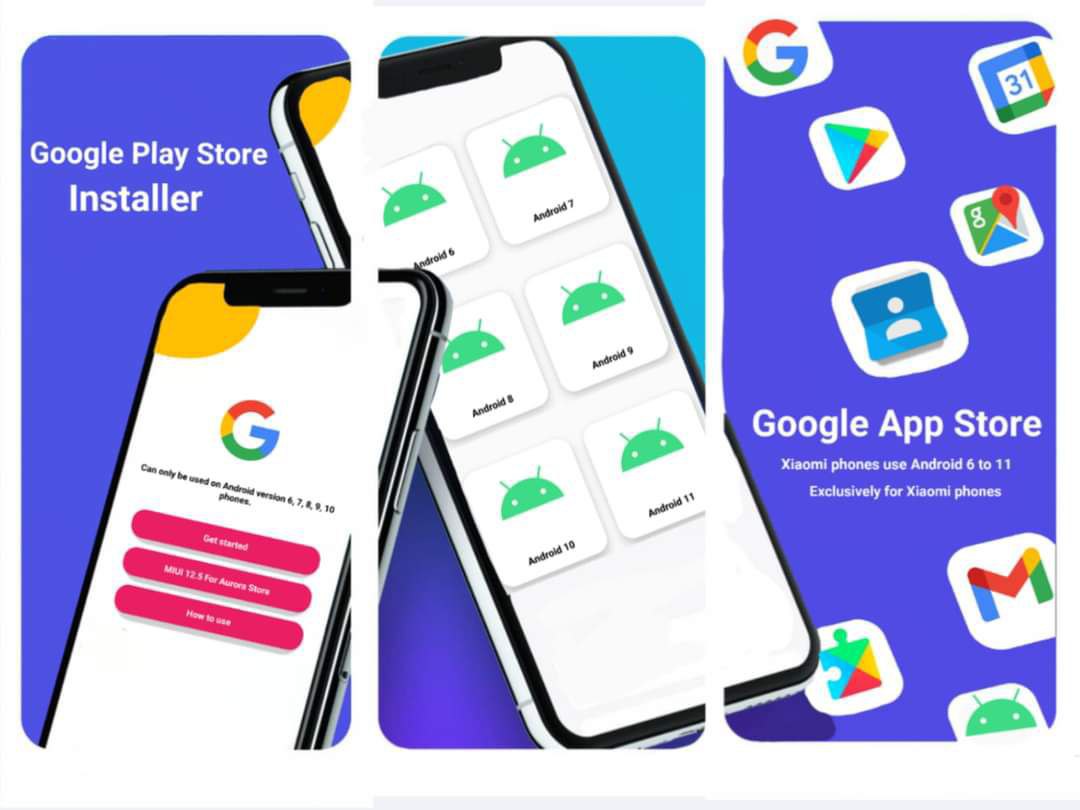 Google Play Store
Installer
Can only be used on Android version 6, 7, 8, 9, 10
phones.
Get started
MIUI 12.5 For Aurora Store
How to use
Android 6
Android 7
Android 8
Android 9
Android 10
Android 11
31
Google App Store
Xiaomi phones use Android 6 to 11
Exclusively for Xiaomi phones